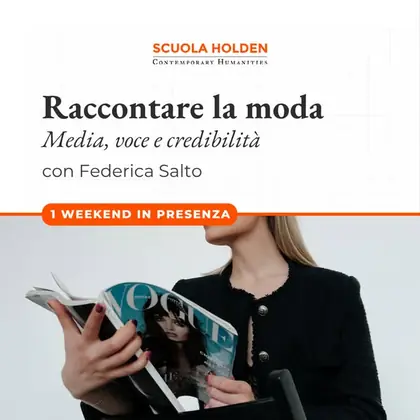 SCUOLA HOLDEN
CONTEMPORARY HUMANITIES
Raccontare la moda
Media, voce e credibilità
con Federica Salto
1 WEEKEND IN PRESENZA
VOGUE